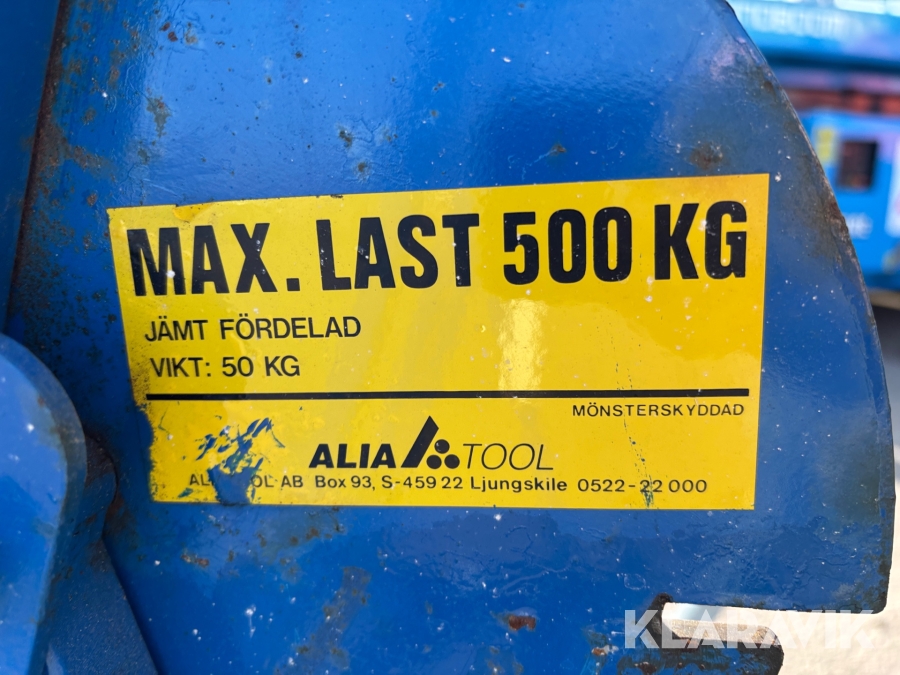 MAX. LAST 500 KG
JÄMT FÖRDELAD
VIKT: 50 KG
MÖNSTERSKYDDAD
ALIA TOOL
AB Box 93, S-459 22 Ljungskile 0522-22 000
KLARAVIK